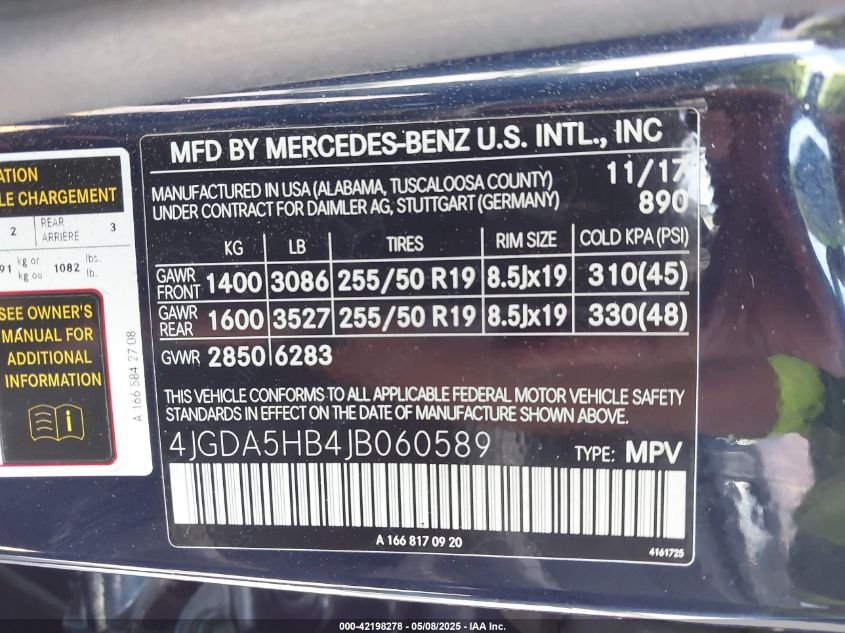 ATION
LE CHARGEMENT
2 REAR ARRIÈRE 3
91 kg or kg ou 1082 lbs. lb.
SEE OWNER'S
MANUAL FOR
ADDITIONAL
INFORMATION
A 166 584 27 08
MFD BY MERCEDES-BENZ U.S. INTL., INC
MANUFACTURED IN USA (ALABAMA, TUSCALOOSA COUNTY) 11/17
UNDER CONTRACT FOR DAIMLER AG, STUTTGART (GERMANY) 890
KG LB TIRES RIM SIZE COLD KPA (PSI)
GAWR FRONT 1400 3086 255/50 R19 8.5Jx19 310(45)
GAWR REAR 1600 3527 255/50 R19 8.5Jx19 330(48)
GVWR 2850 6283
THIS VEHICLE CONFORMS TO ALL APPLICABLE FEDERAL MOTOR VEHICLE SAFETY
STANDARDS IN EFFECT ON THE DATE OF MANUFACTURE SHOWN ABOVE.
4JGDA5HB4JB060589 TYPE: MPV
A 166 817 09 20
4161725
000-42198278 - 05/08/2025 - IAA Inc.